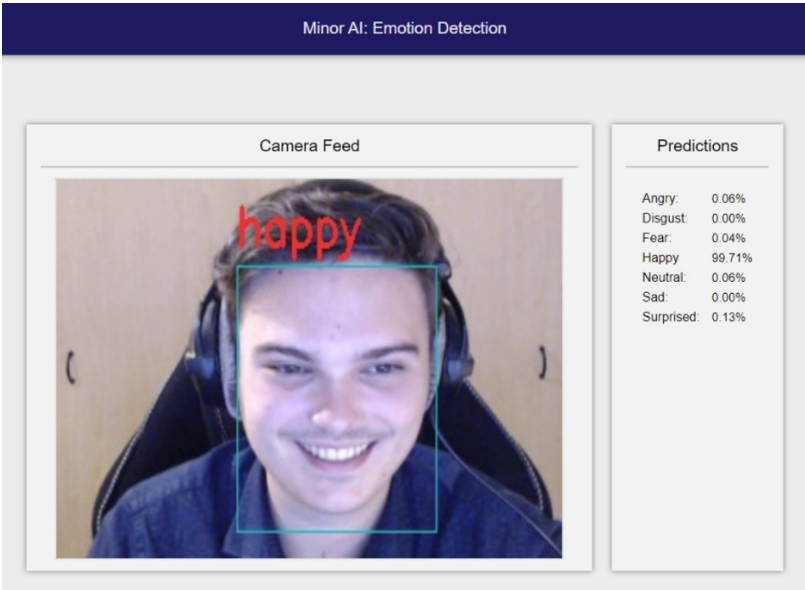 Minor AI: Emotion Detection
Camera Feed
happy
Predictions
Angry: 0.06%
Disgust: 0.00%
Fear: 0.04%
Happy 99.71%
Neutral: 0.06%
Sad: 0.00%
Surprised: 0.13%